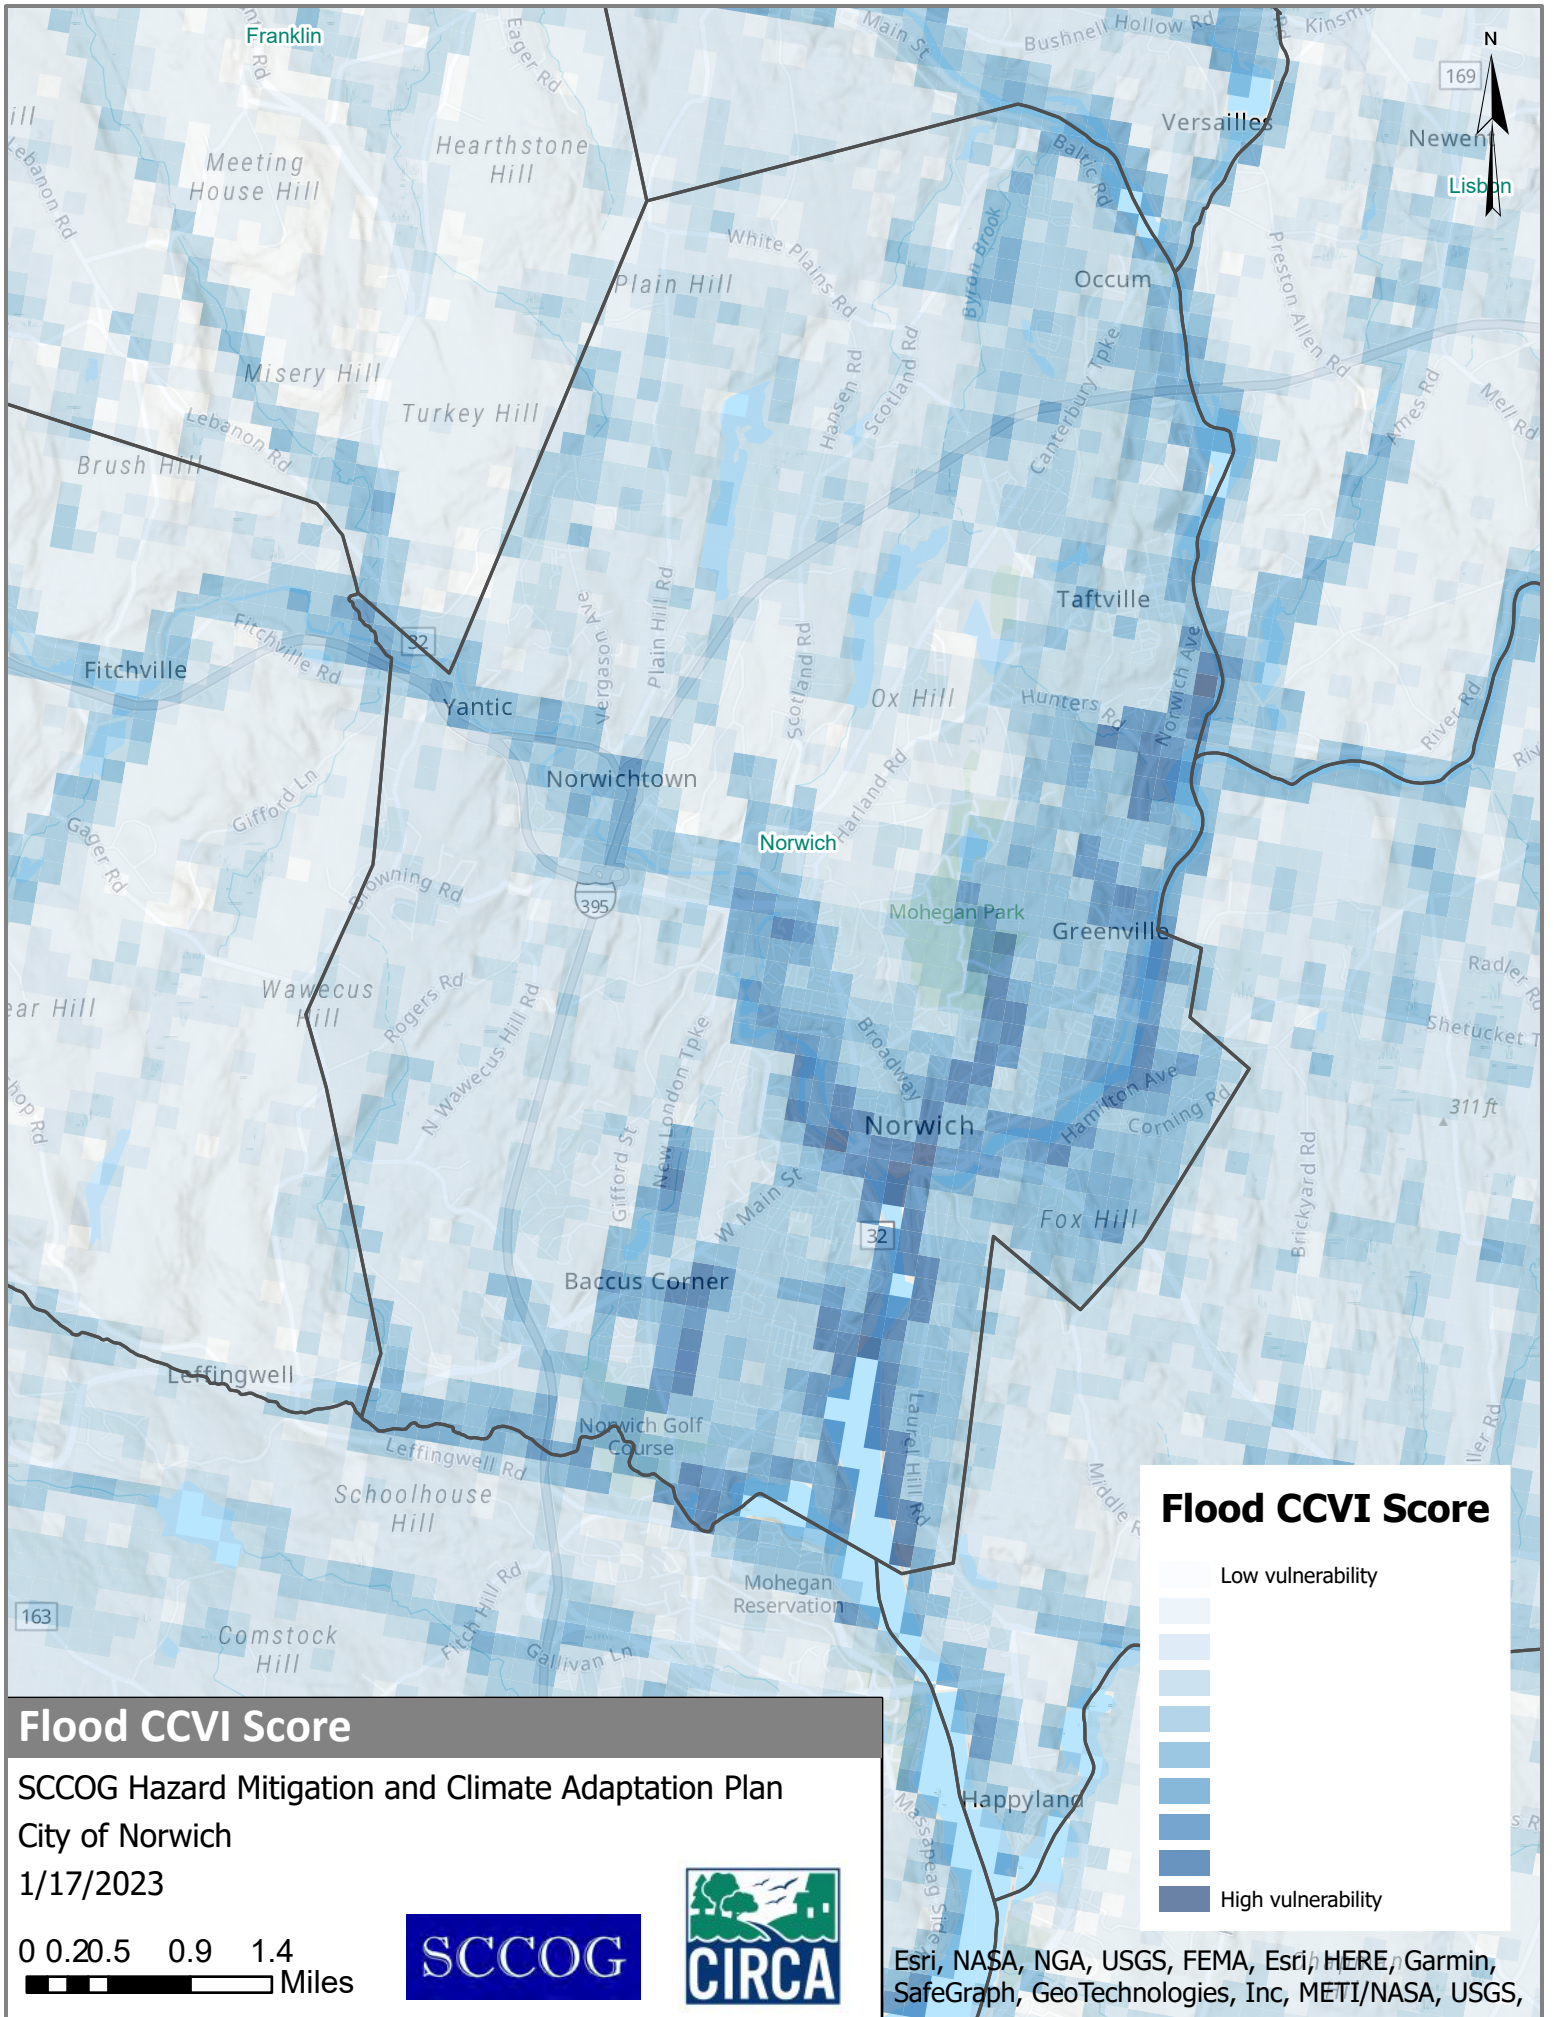 Franklin
Eager Rd
Main St
Bushnell Hollow Rd
N
169
Versailles
Newent
Lisbon
Lebanon Rd
Meeting
House Hill
Hearthstone
Hill
Baltic Rd
White Plains Rd
Byron Brook
Plain Hill
Occum
Preston Allen Rd
Misery Hill
Turkey Hill
Hansen Rd
Scotland Rd
Canterbury Tpke
Ames Rd
Mell Rd
Lebanon Rd
Brush Hill
Taftville
Vergason Ave
Plain Hill Rd
Scotland Rd
Fitchville Rd
32
Fitchville
Yantic
Ox Hill
Hunters Rd
Norwich Ave
River Rd
Norwichtown
Gifford Ln
Harland Rd
Norwich
Gager Rd
Browning Rd
395
Mohegan Park
Greenville
Radler Rd
Wawecus
Hill
ear Hill
Rogers Rd
N Wawecus Hill Rd
New London Tpke
Broadway
Shetucket T
hop Rd
Hamilton Ave
Corning Rd
311 ft
Norwich
Gifford St
W Main St
Brickyard Rd
Fox Hill
32
Baccus Corner
Leffingwell
Norwich Golf
Course
Laurel Hill Rd
Leffingwell Rd
Schoolhouse
Hill
Middle R
ller Rd
Mohegan
Reservation
163
Comstock
Hill
Fitch Hill Rd
Gallivan Ln
Happyland
Massapeag Side
Flood CCVI Score
Low vulnerability
High vulnerability
Flood CCVI Score
SCCOG Hazard Mitigation and Climate Adaptation Plan
City of Norwich
1/17/2023
0 0.20.5 0.9 1.4
Miles
SCCOG
CIRCA
Esri, NASA, NGA, USGS, FEMA, Esri, HERE, Garmin,
SafeGraph, GeoTechnologies, Inc, METI/NASA, USGS,